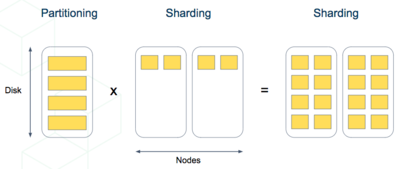 Partitioning
Sharding
Sharding
Disk
x
=
Nodes